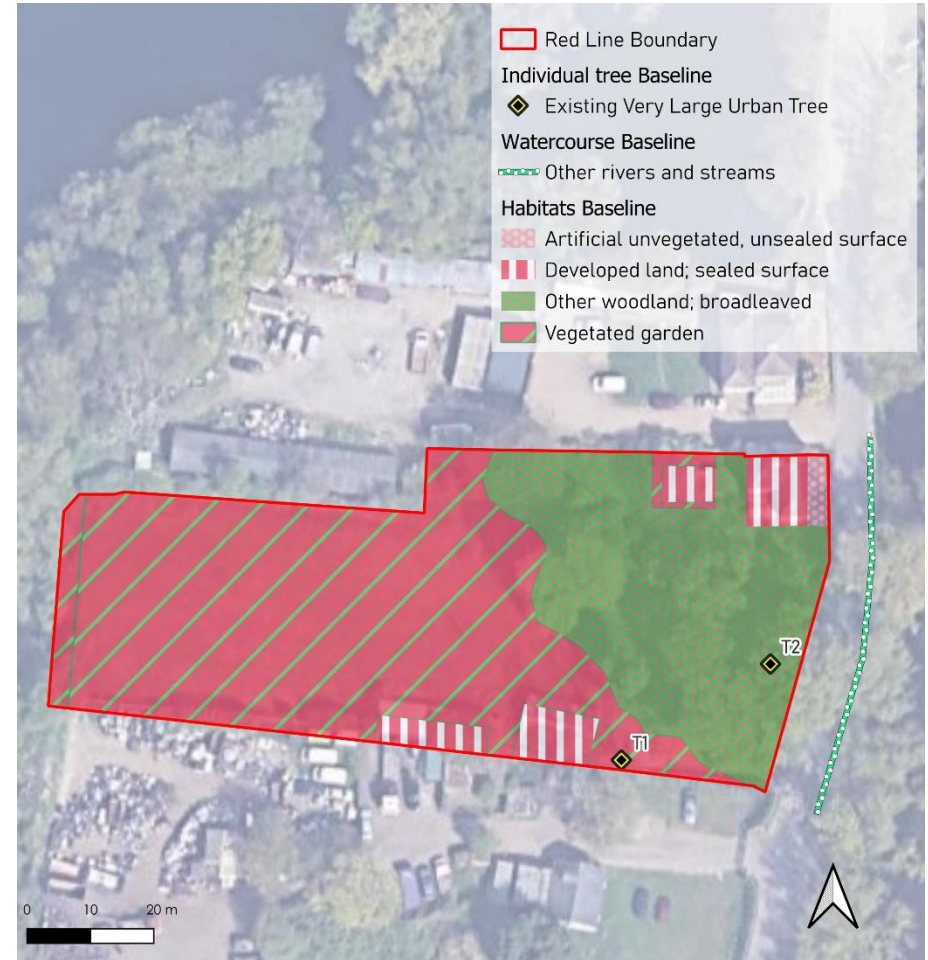 Red Line Boundary
Individual tree Baseline
Existing Very Large Urban Tree
Watercourse Baseline
Other rivers and streams
Habitats Baseline
Artificial unvegetated, unsealed surface
Developed land; sealed surface
Other woodland; broadleaved
Vegetated garden
T2
T1
0 10 20 m